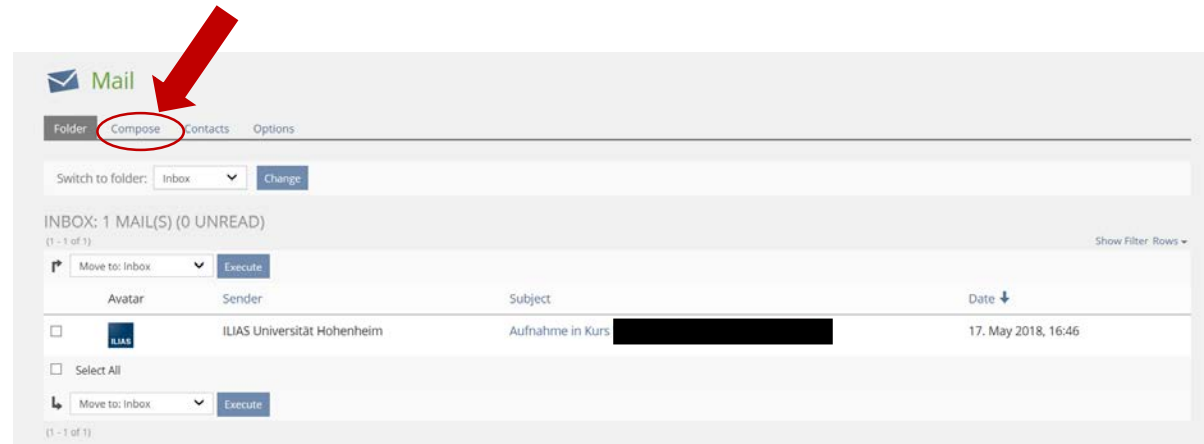 Mail
Folder Compose Contacts Options
Switch to folder: Inbox Change
INBOX: 1 MAIL(S) (0 UNREAD)
(1 - 1 of 1)
Show Filter Rows
Move to: Inbox Execute
Avatar Sender Subject Date
ILIAS ILIAS Universität Hohenheim Aufnahme in Kurs 17. May 2018, 16:46
Select All
Move to: Inbox Execute
(1 - 1 of 1)